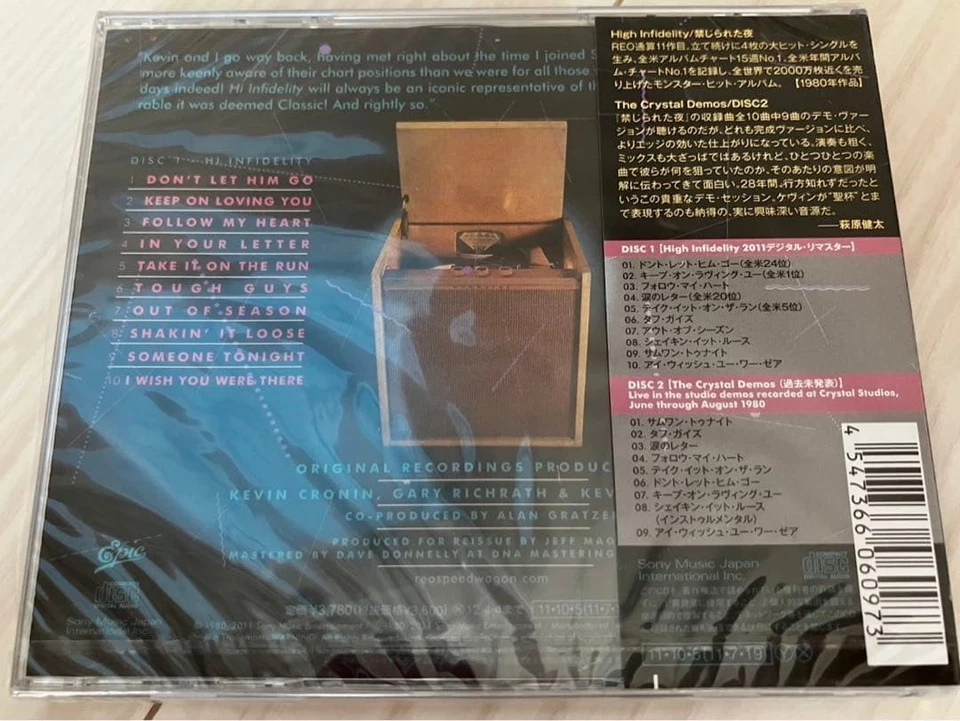 "Kevin and I go way back, having met right about the time I joined
more keenly aware of their chart positions than we were for all those
days indeed! Hi Infidelity will always be an iconic representative of
rable it was deemed Classic! And rightly so."
DISC 1 - HI INFIDELITY
1 DON'T LET HIM GO
2 KEEP ON LOVING YOU
3 FOLLOW MY HEART
4 IN YOUR LETTER
5 TAKE IT ON THE RUN
6 TOUGH GUYS
7 OUT OF SEASON
8 SHAKIN' IT LOOSE
9 SOMEONE TONIGHT
10 I WISH YOU WERE THERE
ORIGINAL RECORDINGS PRODUC
KEVIN CRONIN, GARY RICHRATH & KEV
CO-PRODUCED BY ALAN GRATZER
PRODUCED FOR REISSUE BY JEFF MAG
MASTERED BY DAVE DONNELLY AT DNA MASTERING
reospeedwagon.com
Epic
COMPACT disc DIGITAL AUDIO
Sony Music Japan
International Inc.
定価¥3,780(税抜価格¥3,600) 12・4・4まで 11・10・5(11・7・
High Infidelity/禁じられた夜
REO通算11作目。立て続けに4枚の大ヒット・シングルを
生み、全米アルバムチャート15週No.1。全米年間アルバ
ム・チャートNo.1を記録し、全世界で2000万枚近くを売
り上げたモンスター・ヒット・アルバム。【1980年作品】
The Crystal Demos/DISC2
『禁じられた夜』の収録曲全10曲中9曲のデモ・ヴァー
ジョンが聴けるのだが、どれも完成ヴァージョンに比べ、
よりエッジの効いた仕上がりになっている。演奏も粗く、
ミックスも大ざっぱではあるけれど、ひとつひとつの楽
曲で彼らが何を狙っていたのか、そのあたりの意図が明
解に伝わってきて面白い。28年間、行方知れずだったと
いうこの貴重なデモ・セッション。ケヴィンが“聖杯”とま
で表現するのも納得の、実に興味深い音源だ。
——萩原健太
DISC 1 [High Infidelity 2011デジタル・リマスター]
01. ドント・レット・ヒム・ゴー(全米24位)
02. キープ・オン・ラヴィング・ユー(全米1位)
03. フォロウ・マイ・ハート
04. 涙のレター(全米20位)
05. テイク・イット・オン・ザ・ラン(全米5位)
06. タフ・ガイズ
07. アウト・オブ・シーズン
08. シェイキン・イット・ルース
09. サムワン・トゥナイト
10. アイ・ウィッシュ・ユー・ワー・ゼア
DISC 2 [The Crystal Demos (過去未発表)]
Live in the studio demos recorded at Crystal Studios,
June through August 1980
01. サムワン・トゥナイト
02. タフ・ガイズ
03. 涙のレター
04. フォロウ・マイ・ハート
05. テイク・イット・オン・ザ・ラン
06. ドント・レット・ヒム・ゴー
07. キープ・オン・ラヴィング・ユー
08. シェイキン・イット・ルース
(インストゥルメンタル)
09. アイ・ウィッシュ・ユー・ワー・ゼア
Sony Music Japan
International Inc.
COMPACT disc DIGITAL AUDIO
4 547366 060973